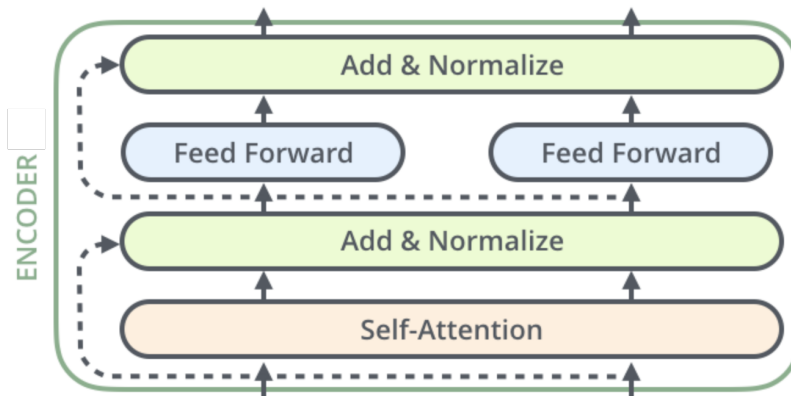 Add & Normalize
Feed Forward
Feed Forward
Add & Normalize
Self-Attention
ENCODER